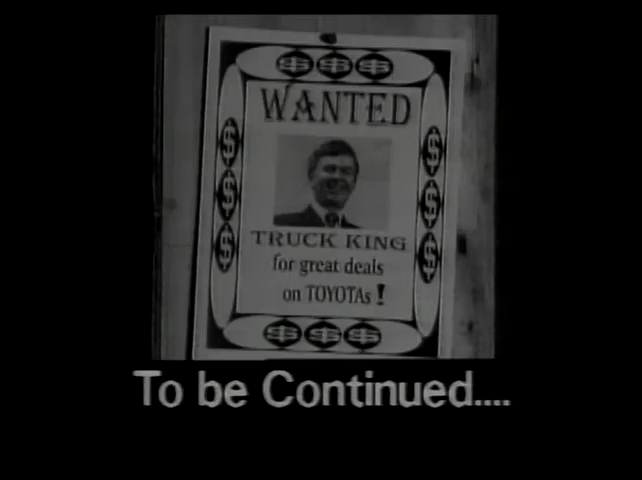 $ $ $
WANTED
TRUCK KING
for great deals
on TOYOTAs !
$
$
$
$
$
$
$ $ $
To be Continued....